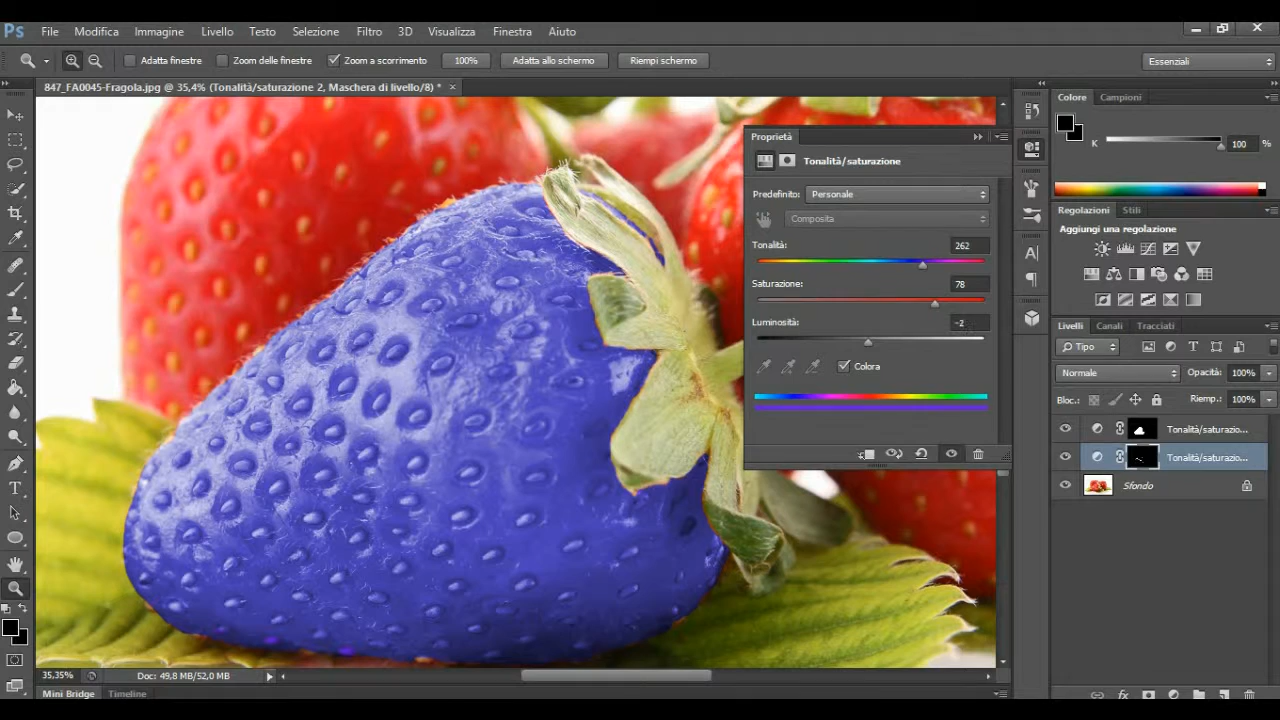 Ps File Modifica Immagine Livello Testo Selezione Filtro 3D Visualizza Finestra Aiuto
Adatta finestre Zoom delle finestre Zoom a scorrimento 100% Adatta allo schermo Riempi schermo Essenziali
847_FA0045-Fragola.jpg @ 35,4% (Tonalità/saturazione 2, Maschera di livello/8) *
Colore Campioni
K 100 %
Proprietà
Tonalità/saturazione
Predefinito: Personale
Composita
Tonalità: 262
Saturazione: 78
Luminosità: -2
Colora
Regolazioni Stili
Aggiungi una regolazione
Livelli Canali Tracciati
Tipo
Normale Opacità: 100%
Bloc.: Riemp.: 100%
Tonalità/saturazio...
Tonalità/saturazio...
Sfondo
35,35% Doc: 49,8 MB/52,0 MB
Mini Bridge Timeline